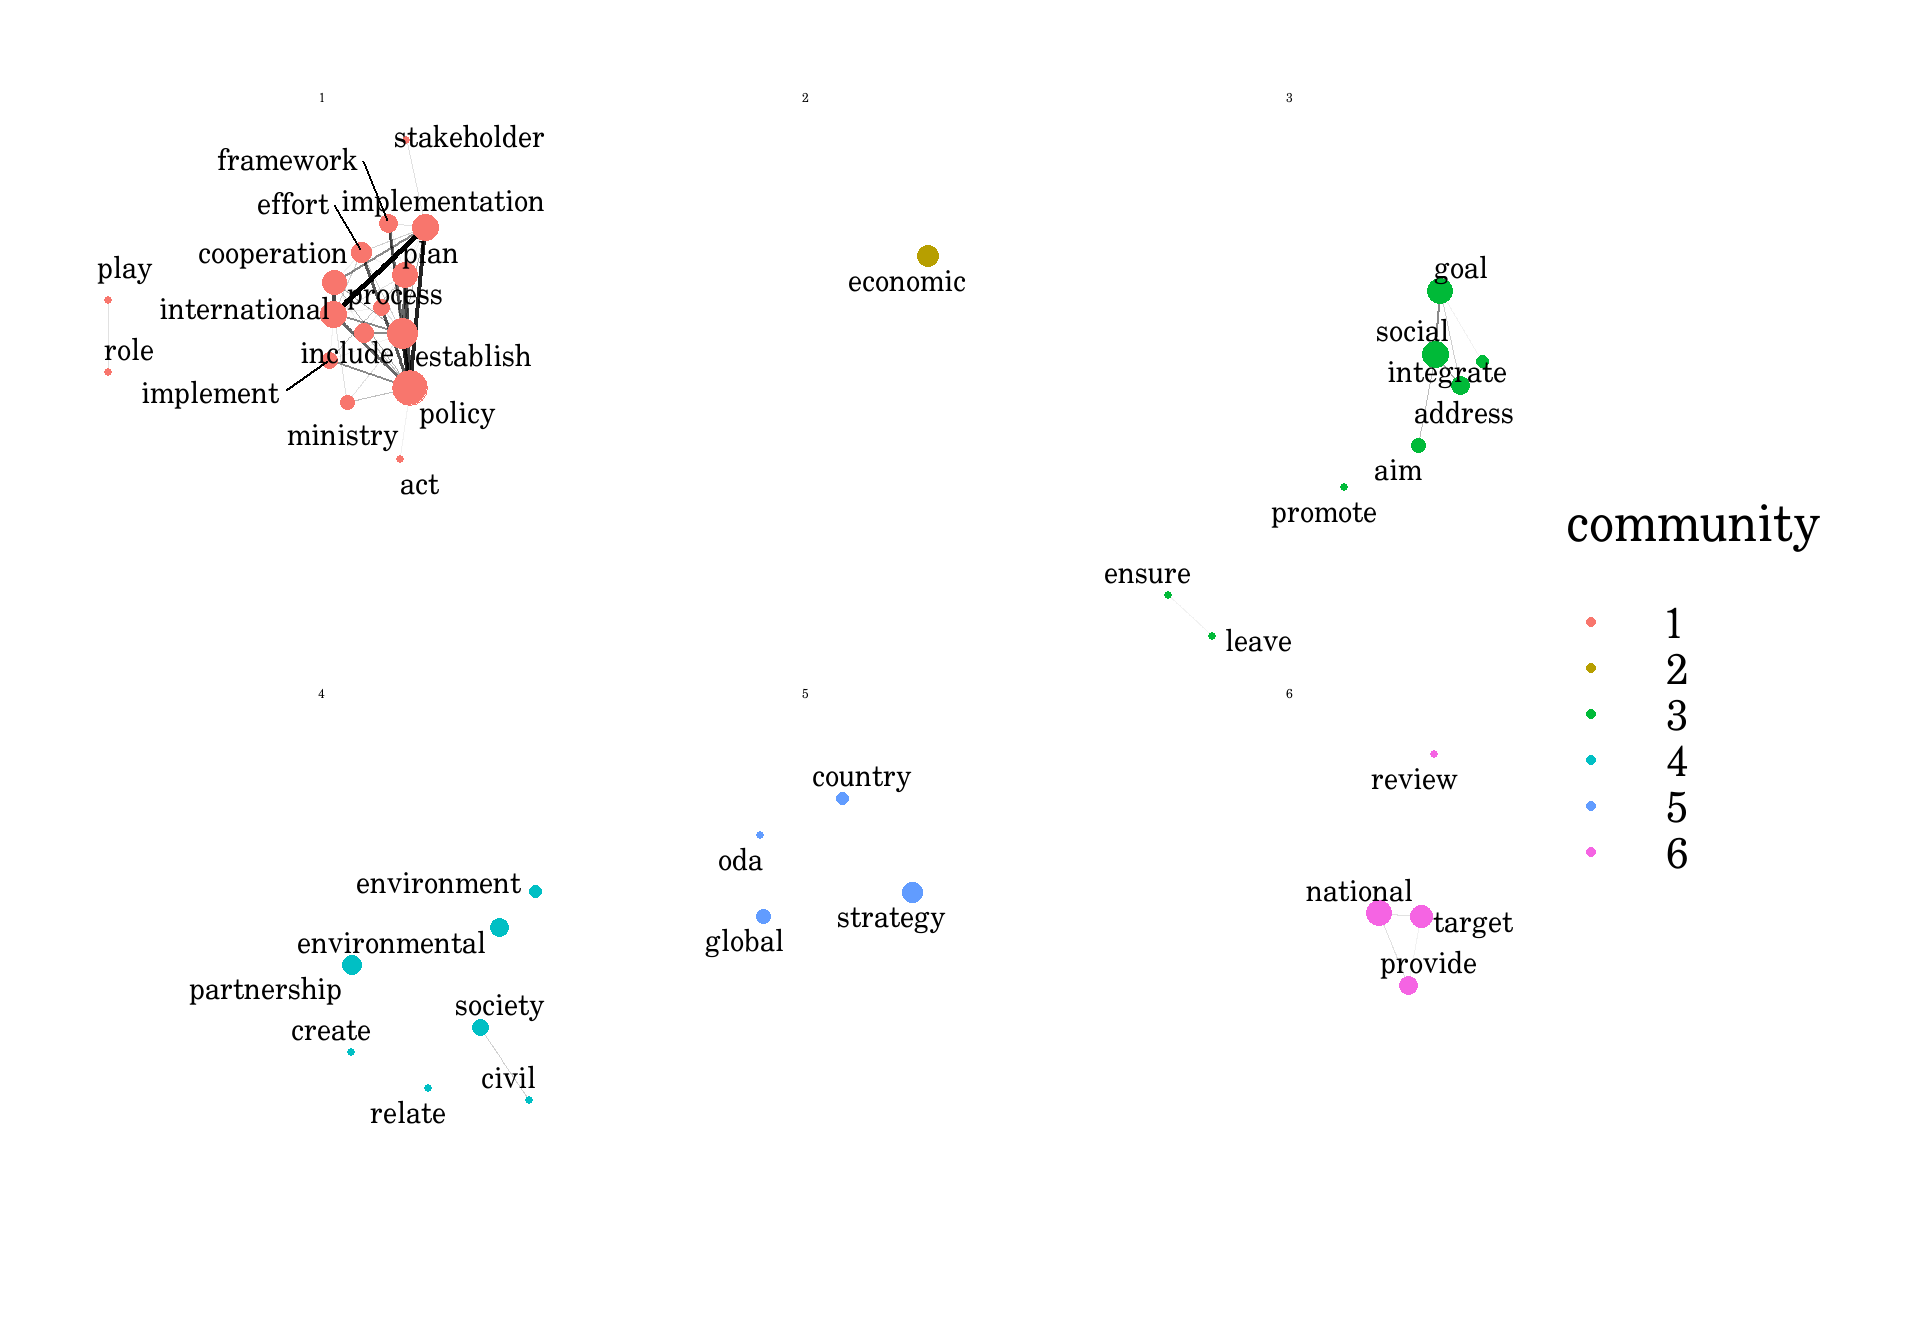 1
stakeholder
framework
implementation
effort
cooperation
plan
play
process
international
role
include
establish
implement
policy
ministry
act
2
economic
3
goal
social
integrate
address
aim
promote
ensure
leave
4
environment
environmental
partnership
society
create
civil
relate
5
country
oda
strategy
global
6
review
national
target
provide
community
1
2
3
4
5
6